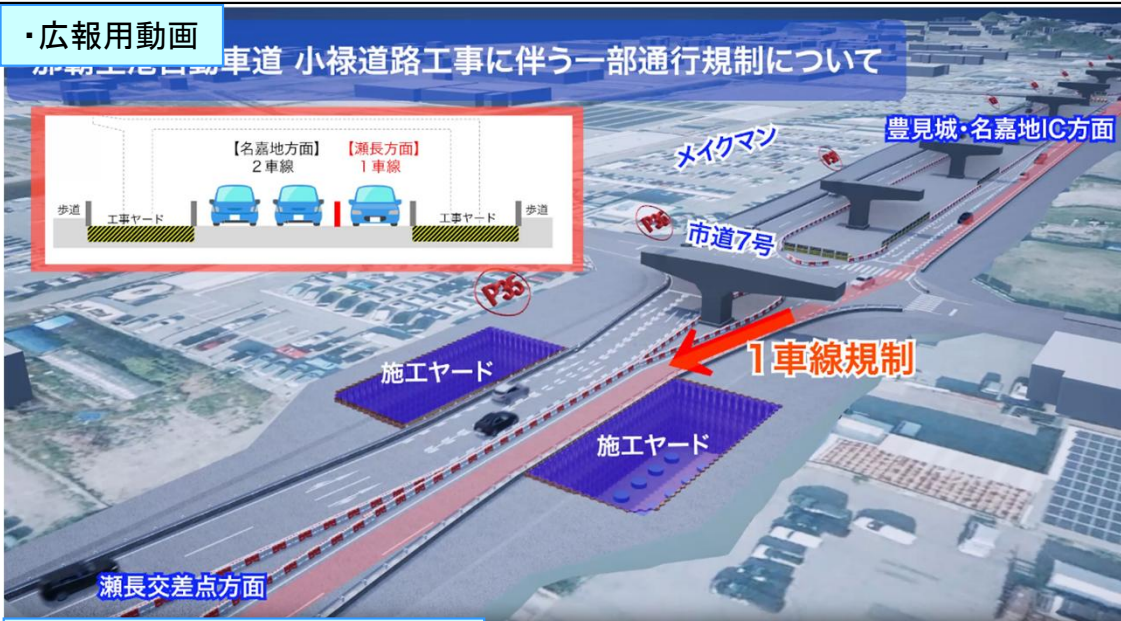 ・広報用動画
那覇空港自動車道 小禄道路工事に伴う一部通行規制について
【名嘉地方面】
2車線
【瀬長方面】
1車線
歩道
工事ヤード
工事ヤード
歩道
メイクマン
豊見城・名嘉地IC方面
P36
市道7号
P35
1車線規制
施工ヤード
施工ヤード
瀬長交差点方面